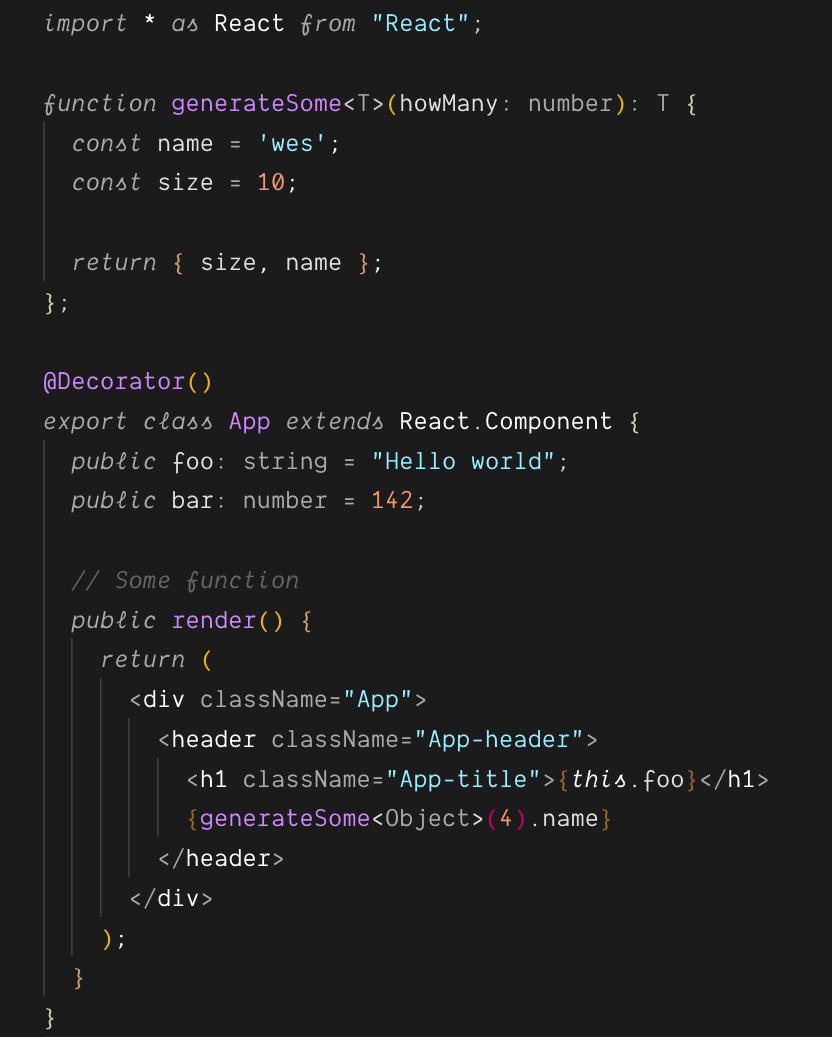 import * as React from "React";

function generateSome<T>(howMany: number): T {
  const name = 'wes';
  const size = 10;

  return { size, name };
};

@Decorator()
export class App extends React.Component {
  public foo: string = "Hello world";
  public bar: number = 142;

  // Some function
  public render() {
    return (
      <div className="App">
        <header className="App-header">
          <h1 className="App-title">{this.foo}</h1>
          {generateSome<Object>(4).name}
        </header>
      </div>
    );
  }
}